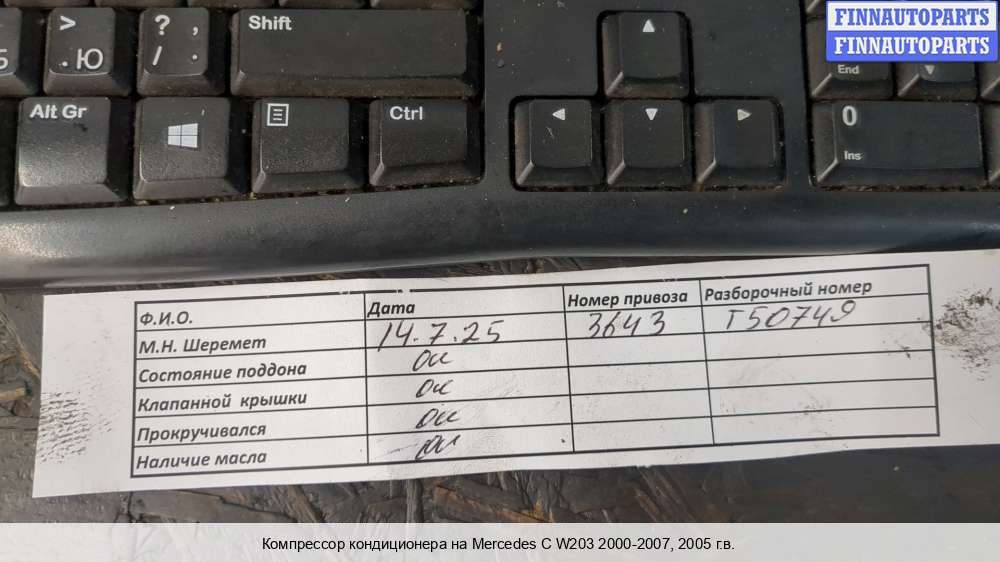 FINNAUTOPARTS
FINNAUTOPARTS
> . Ю
? , / .
Shift
End
Alt Gr
Ctrl
0
Ins
Ф.И.О. Дата Номер привоза Разборочный номер
М.Н. Шеремет 14.7.25 3643 T50749
Состояние поддона ок
Клапанной крышки ок
Прокручивался ок
Наличие масла ок
Компрессор кондиционера на Mercedes C W203 2000-2007, 2005 г.в.